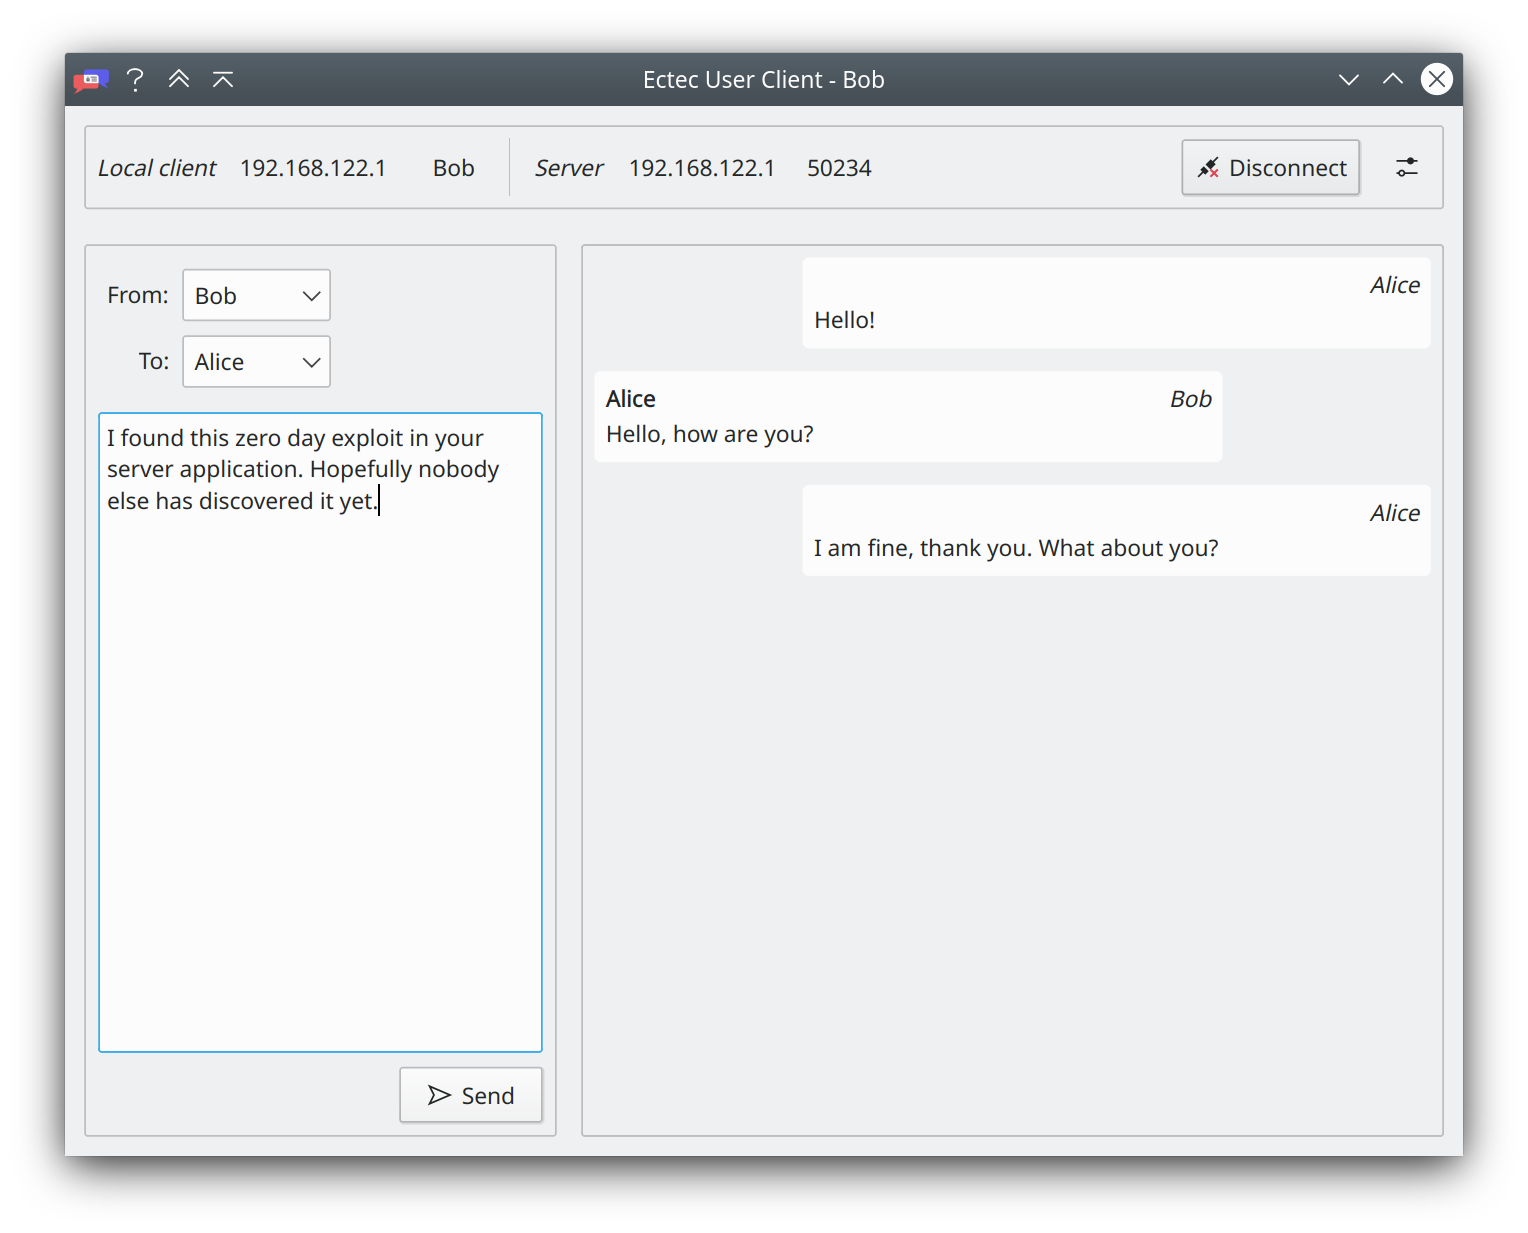 Ectec User Client - Bob
Local client 192.168.122.1 Bob Server 192.168.122.1 50234 Disconnect
From: Bob
To: Alice
I found this zero day exploit in your
server application. Hopefully nobody
else has discovered it yet.
Send
Alice
Hello!
Alice Bob
Hello, how are you?
Alice
I am fine, thank you. What about you?